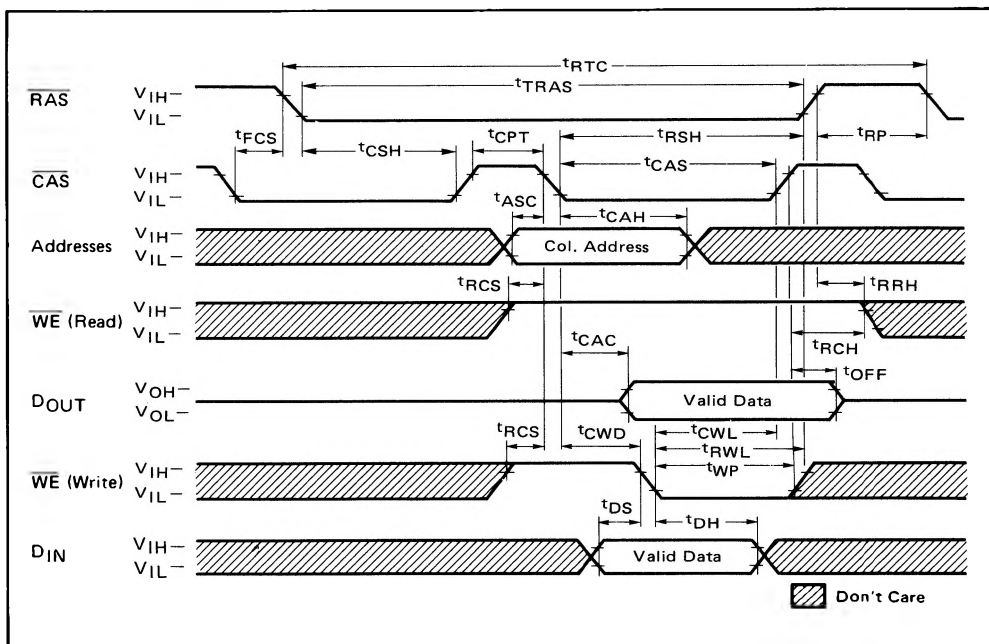 tRTC
tTRAS
RAS VIH—
VIL—
tFCS tCSH tCPT tRSH tRP
tCAS
CAS VIH—
VIL—
tASC tCAH
Addresses VIH— Col. Address
VIL—
tRCS tRRH
WE (Read) VIH—
VIL—
tCAC tRCH
tOFF
DOUT VOH— Valid Data
VOL—
tRCS tCWD tCWL
tRWL
WE (Write) VIH— tWP
VIL—
tDS tDH
DIN VIH— Valid Data
VIL—
Don't Care